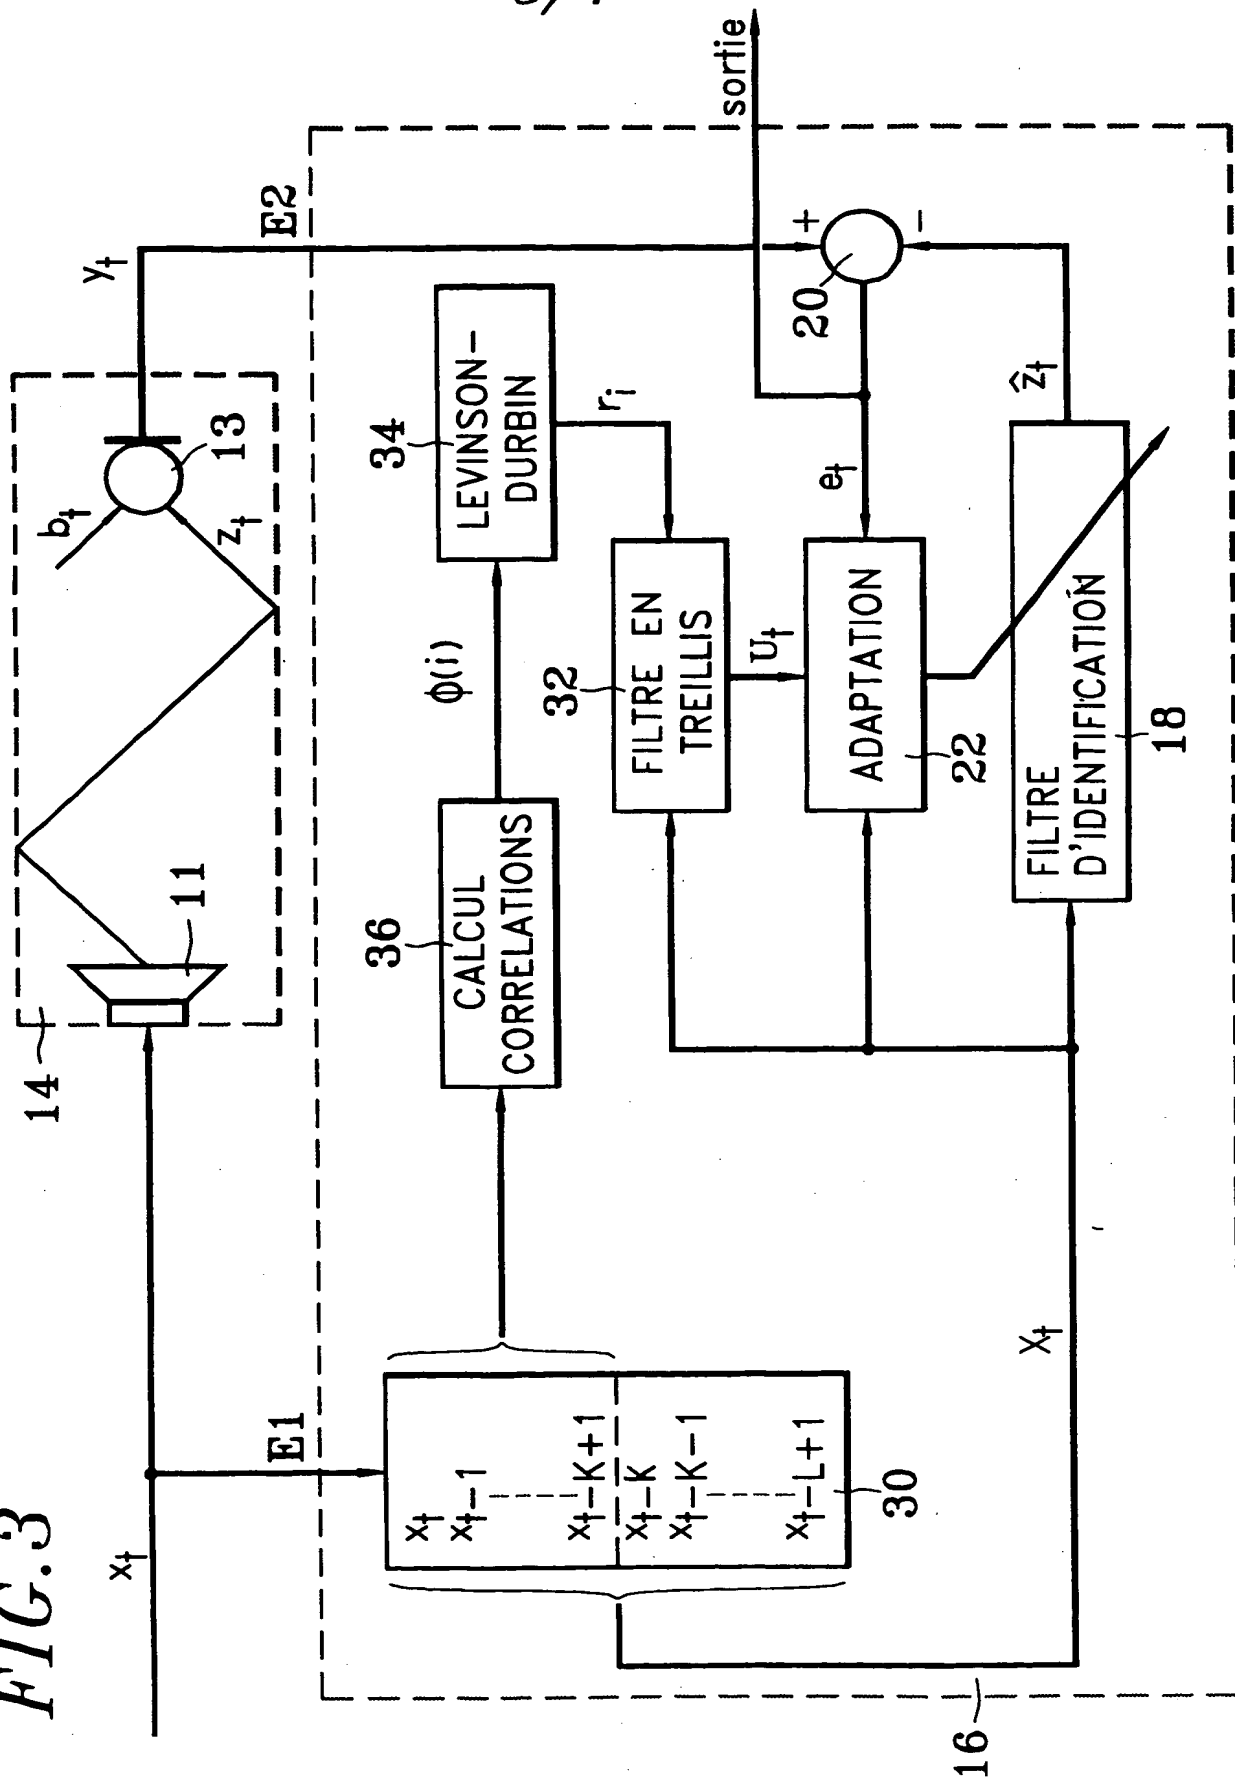 FIG.3
14
x_t
11
b_t
z_t
13
y_t
E1
E2
sortie
x_t
x_t-1
x_t-K+1
x_t-K
x_t-K-1
x_t-L+1
30
36
CALCUL
CORRELATIONS
ϕ(i)
34
LEVINSON-
DURBIN
r_i
32
FILTRE EN
TREILLIS
U_t
ADAPTATION
22
e_t
20
+
-
X_t
FILTRE
D'IDENTIFICATION
18
ẑ_t
16